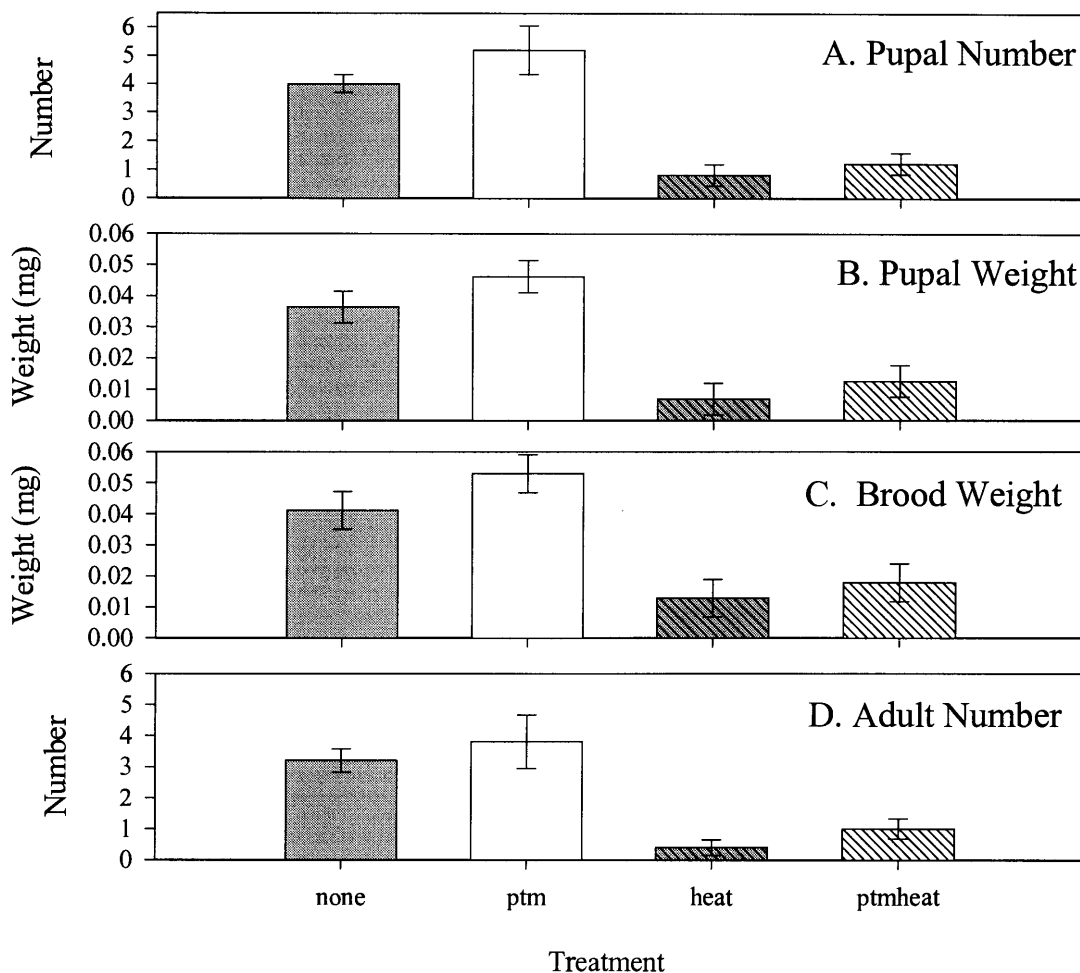 A. Pupal Number
Number
6
5
4
3
2
1
0
B. Pupal Weight
Weight (mg)
0.06
0.05
0.04
0.03
0.02
0.01
0.00
C. Brood Weight
Weight (mg)
0.06
0.05
0.04
0.03
0.02
0.01
0.00
D. Adult Number
Number
6
5
4
3
2
1
0
none ptm heat ptmheat
Treatment